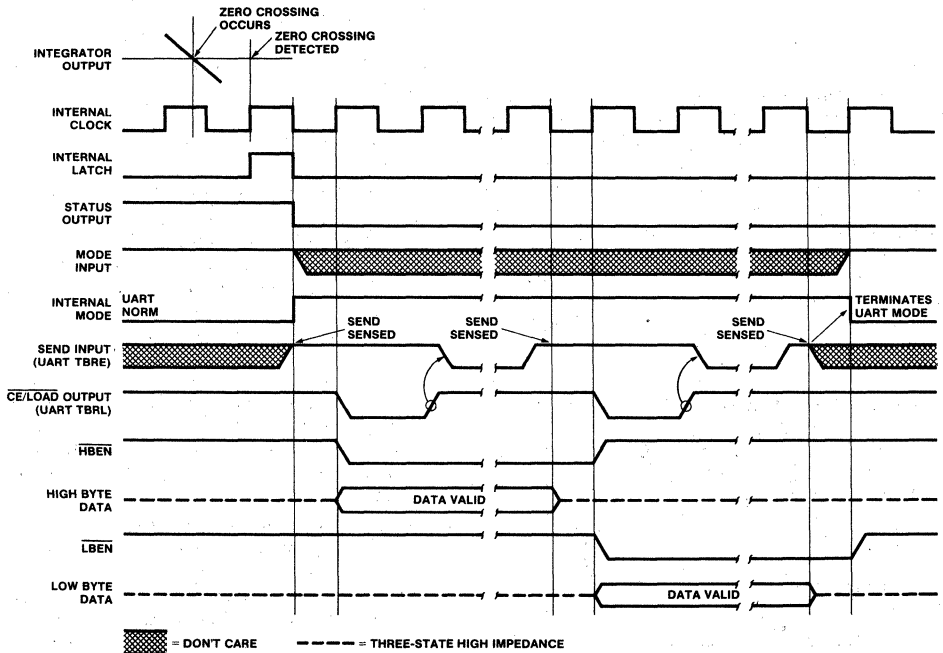 ZERO CROSSING
OCCURS
ZERO CROSSING
DETECTED
INTEGRATOR
OUTPUT
INTERNAL
CLOCK
INTERNAL
LATCH
STATUS
OUTPUT
MODE
INPUT
INTERNAL
MODE
UART
NORM
TERMINATES
UART MODE
SEND
SENSED
SEND
SENSED
SEND
SENSED
SEND INPUT
(UART TBRE)
CE/LOAD OUTPUT
(UART TBRL)
HBEN
HIGH BYTE
DATA
DATA VALID
LBEN
LOW BYTE
DATA
DATA VALID
= DON'T CARE
= THREE-STATE HIGH IMPEDANCE